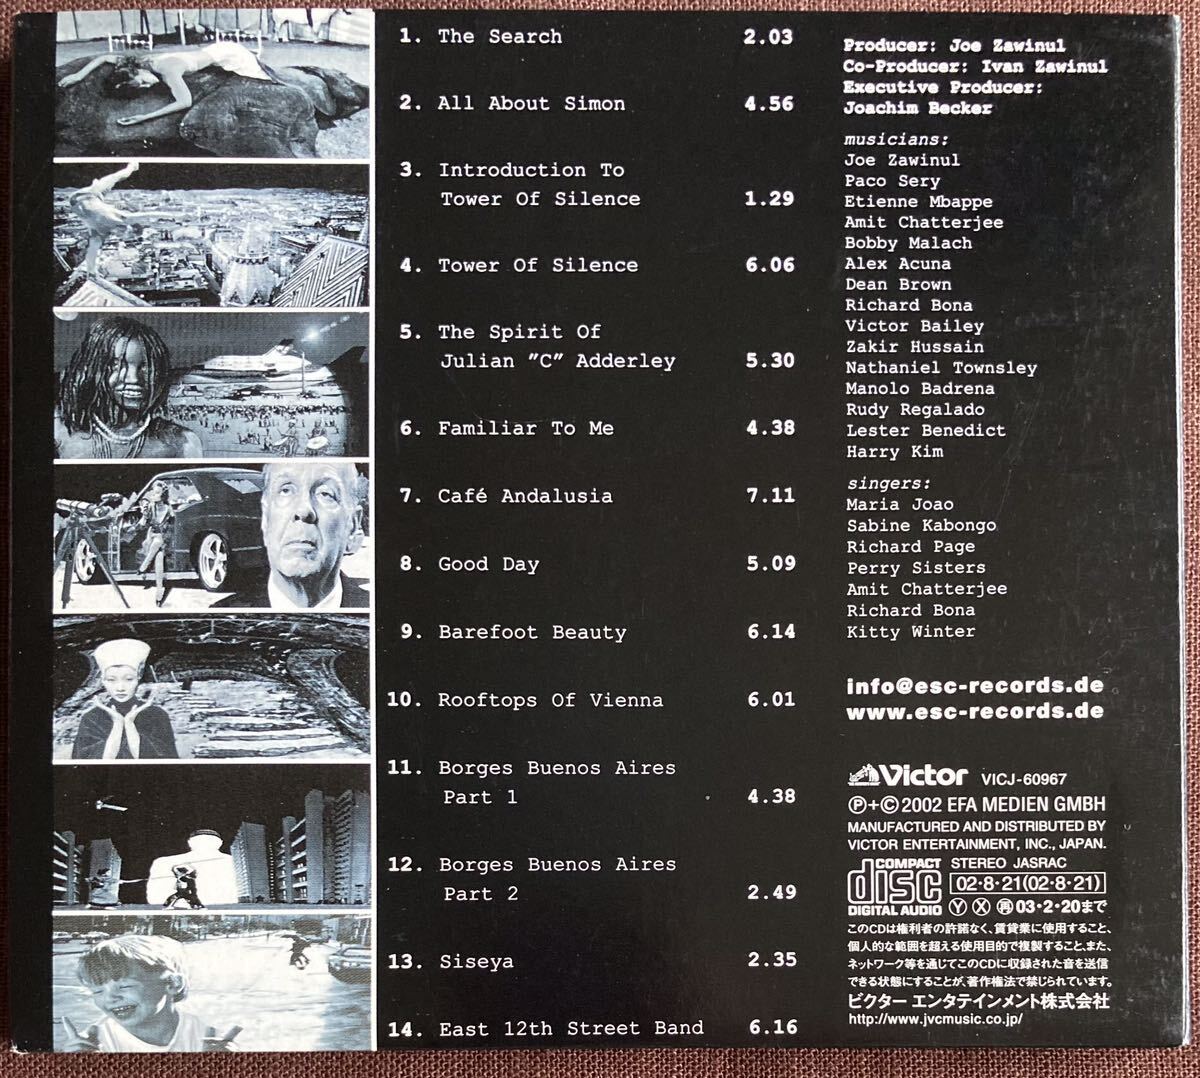 1. The Search 2.03
2. All About Simon 4.56
3. Introduction To
Tower Of Silence 1.29
4. Tower Of Silence 6.06
5. The Spirit Of
Julian "C" Adderley 5.30
6. Familiar To Me 4.38
7. Café Andalusia 7.11
8. Good Day 5.09
9. Barefoot Beauty 6.14
10. Rooftops Of Vienna 6.01
11. Borges Buenos Aires
Part 1 4.38
12. Borges Buenos Aires
Part 2 2.49
13. Siseya 2.35
14. East 12th Street Band 6.16
Producer: Joe Zawinul
Co-Producer: Ivan Zawinul
Executive Producer:
Joachim Becker
musicians:
Joe Zawinul
Paco Sery
Etienne Mbappe
Amit Chatterjee
Bobby Malach
Alex Acuna
Dean Brown
Richard Bona
Victor Bailey
Zakir Hussain
Nathaniel Townsley
Manolo Badrena
Rudy Regalado
Lester Benedict
Harry Kim
singers:
Maria Joao
Sabine Kabongo
Richard Page
Perry Sisters
Amit Chatterjee
Richard Bona
Kitty Winter
info@esc-records.de
www.esc-records.de
Victor VICJ-60967
Ⓟ+Ⓒ2002 EFA MEDIEN GMBH
MANUFACTURED AND DISTRIBUTED BY
VICTOR ENTERTAINMENT, INC., JAPAN.
COMPACT disc DIGITAL AUDIO STEREO JASRAC
02・8・21(02・8・21)
Ⓨ Ⓧ ㊢03・2・20まで
このCDは権利者の許諾なく、賃貸業に使用すること、
個人的な範囲を超える使用目的で複製すること、また、
ネットワーク等を通じてこのCDに収録された音を送信
できる状態にすることが、著作権法で禁じられています。
ビクター エンタテインメント株式会社
http://www.jvcmusic.co.jp/